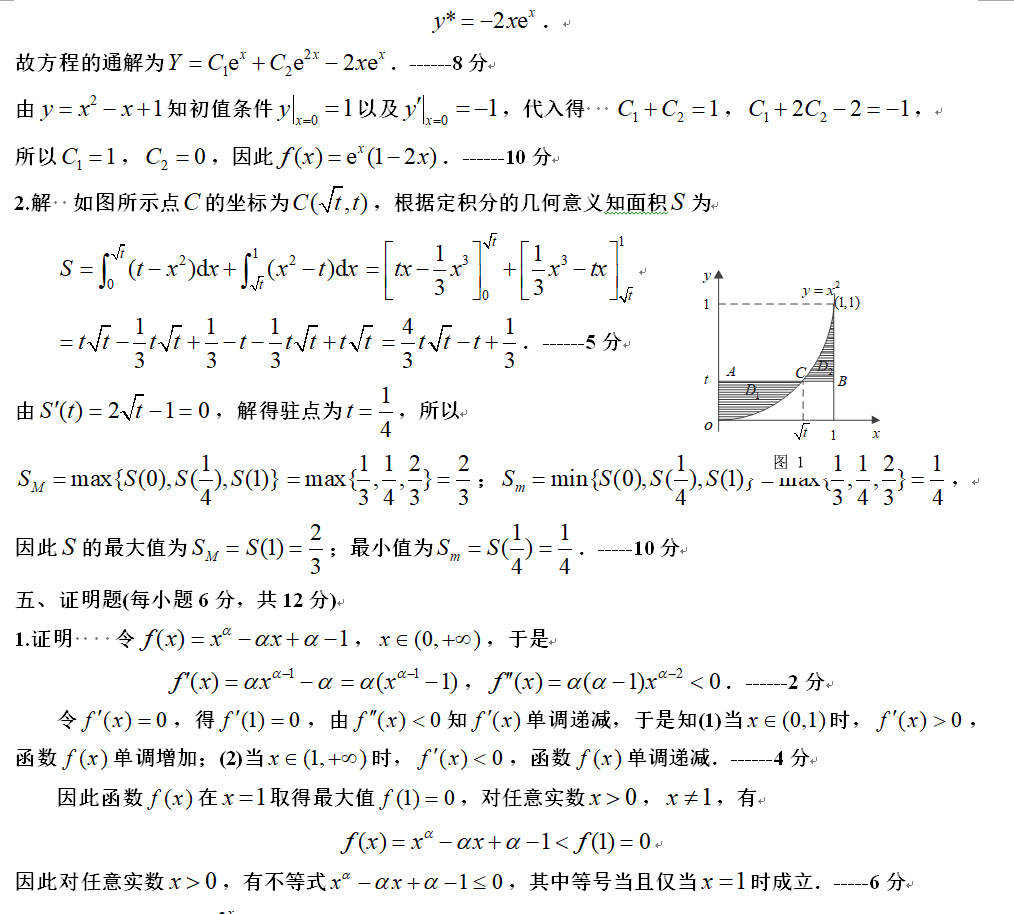 y* = −2xeˣ．
故方程的通解为 Y = C₁eˣ + C₂e²ˣ − 2xeˣ．------8 分
由 y = x² − x + 1 知初值条件 y|ₓ₌₀ = 1 以及 y′|ₓ₌₀ = −1，代入得 C₁ + C₂ = 1，C₁ + 2C₂ − 2 = −1，
所以 C₁ = 1，C₂ = 0，因此 f(x) = eˣ(1 − 2x)．------10 分
2.解 如图所示点 C 的坐标为 C(√t, t)，根据定积分的几何意义知面积 S 为
S = ∫₀^√t (t − x²)dx + ∫_√t^1 (x² − t)dx = [tx − 1/3 x³]₀^√t + [1/3 x³ − tx]_√t^1
= t√t − 1/3 t√t + 1/3 − t − 1/3 t√t + t√t = 4/3 t√t − t + 1/3．------5 分
y
1
y = x²
(1,1)
t
A
D₁
C
D₂
B
O
√t
1
x
图 1
由 S′(t) = 2√t − 1 = 0，解得驻点为 t = 1/4，所以
S_M = max{S(0), S(1/4), S(1)} = max{1/3, 1/4, 2/3} = 2/3；S_m = min{S(0), S(1/4), S(1)} = max{1/3, 1/4, 2/3} = 1/4，
因此 S 的最大值为 S_M = S(1) = 2/3；最小值为 S_m = S(1/4) = 1/4．-----10 分
五、证明题(每小题 6 分，共 12 分)
1.证明 令 f(x) = x^α − αx + α − 1，x ∈ (0, +∞)，于是
f′(x) = αx^(α−1) − α = α(x^(α−1) − 1)，f″(x) = α(α − 1)x^(α−2) < 0．------2 分
令 f′(x) = 0，得 f′(1) = 0，由 f″(x) < 0 知 f′(x) 单调递减，于是知(1)当 x ∈ (0,1) 时，f′(x) > 0，
函数 f(x) 单调增加；(2)当 x ∈ (1, +∞) 时，f′(x) < 0，函数 f(x) 单调递减．------4 分
因此函数 f(x) 在 x = 1 取得最大值 f(1) = 0，对任意实数 x > 0，x ≠ 1，有
f(x) = x^α − αx + α − 1 < f(1) = 0
因此对任意实数 x > 0，有不等式 x^α − αx + α − 1 ≤ 0，其中等号当且仅当 x = 1 时成立．-----6 分